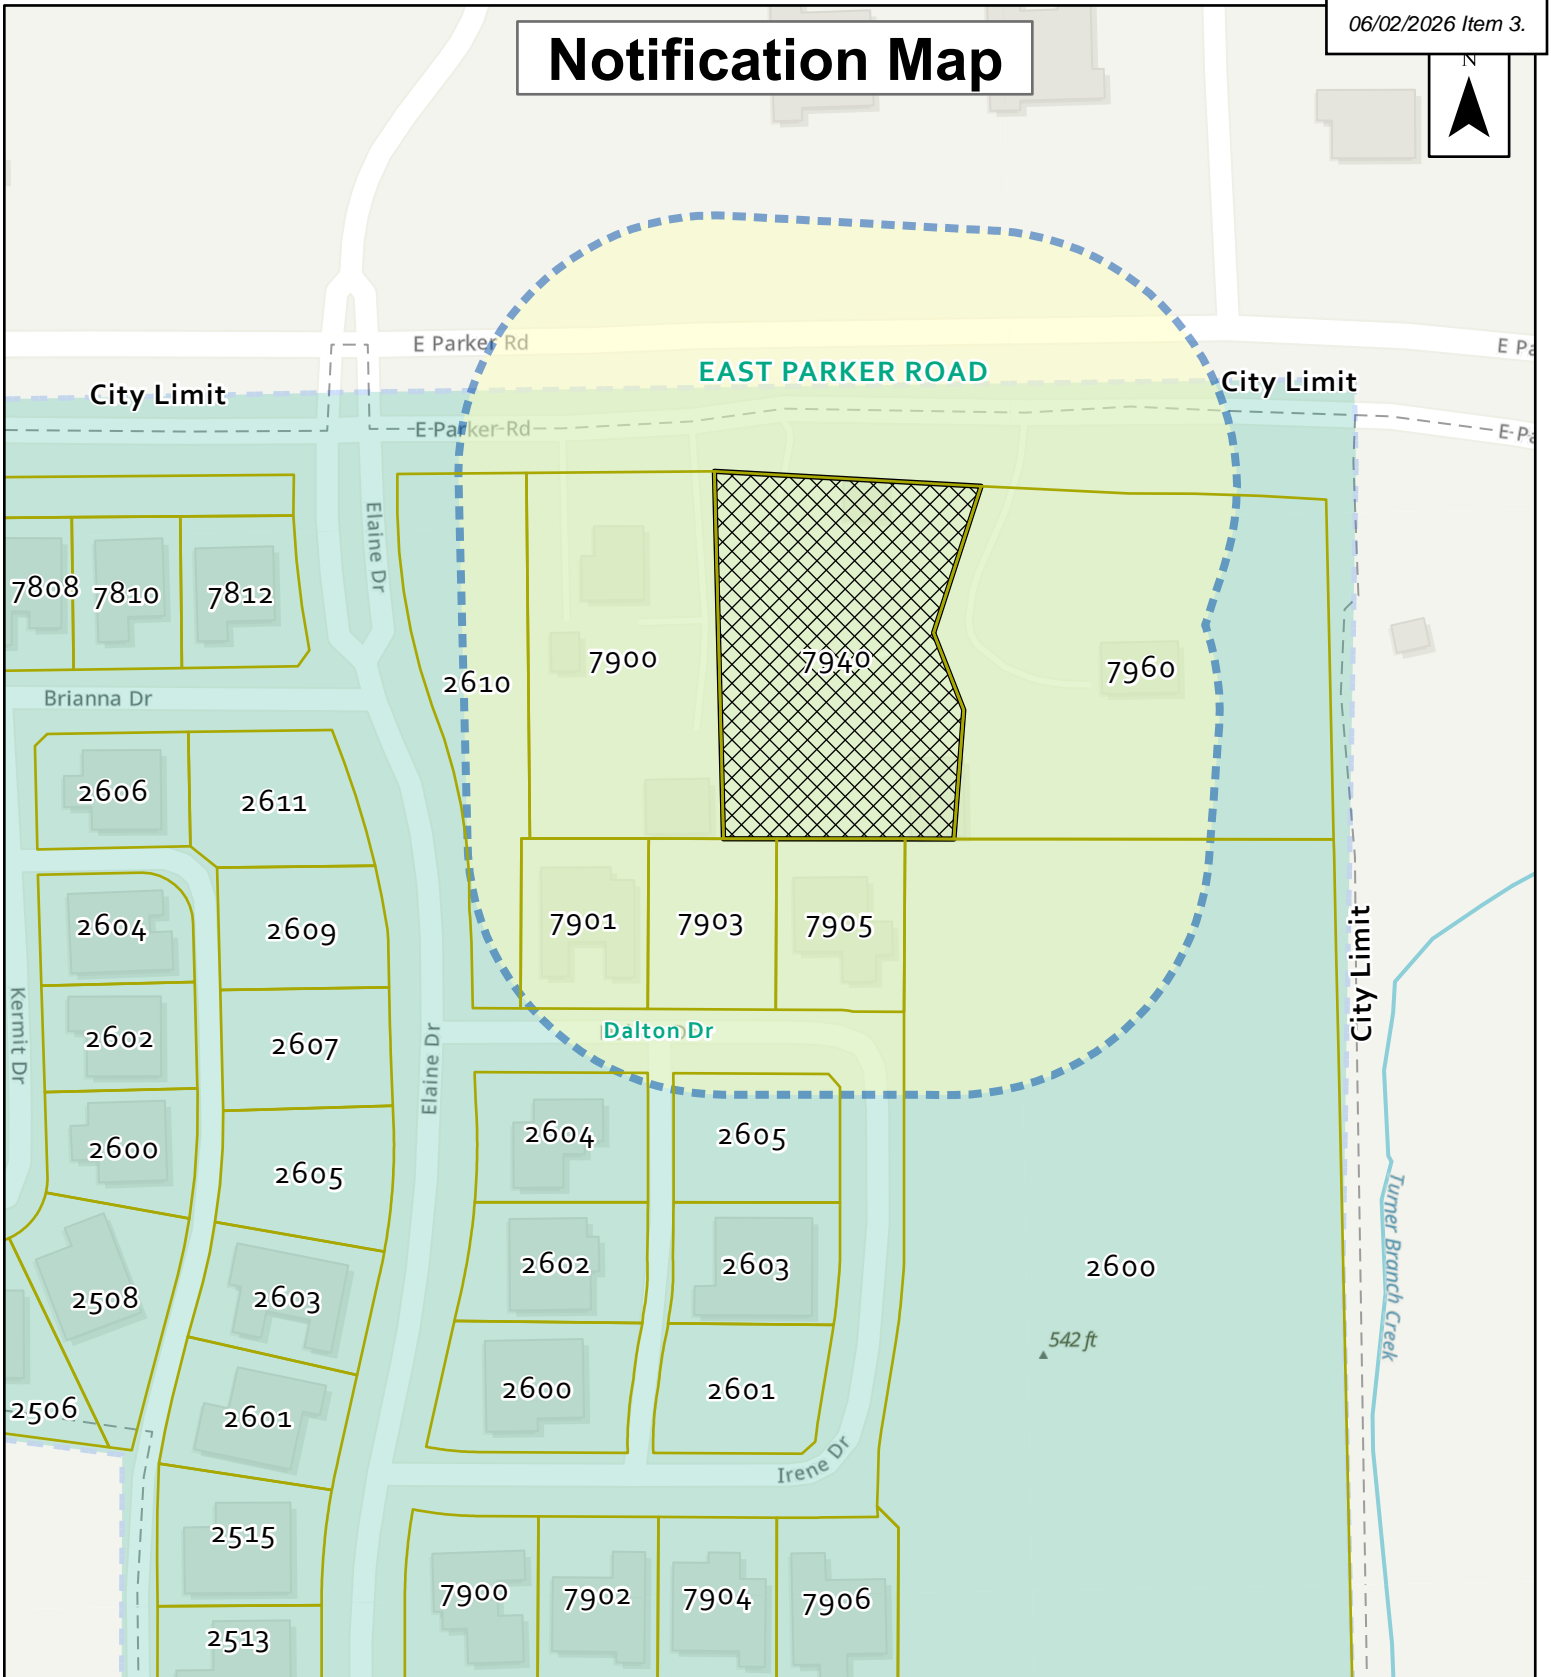 06/02/2026 Item 3.
Notification Map
N
E Parker Rd
E Pa
EAST PARKER ROAD
City Limit
City Limit
E Parker Rd
E Pa
Elaine Dr
7808
7810
7812
7900
7940
7960
2610
Brianna Dr
2606
2611
2604
2609
7901
7903
7905
City Limit
Kermit Dr
2602
2607
Elaine Dr
Dalton Dr
2600
2605
2604
2605
Turner Branch Creek
2508
2603
2602
2603
2600
542 ft
2506
2601
2600
2601
Irene Dr
2515
7900
7902
7904
7906
2513